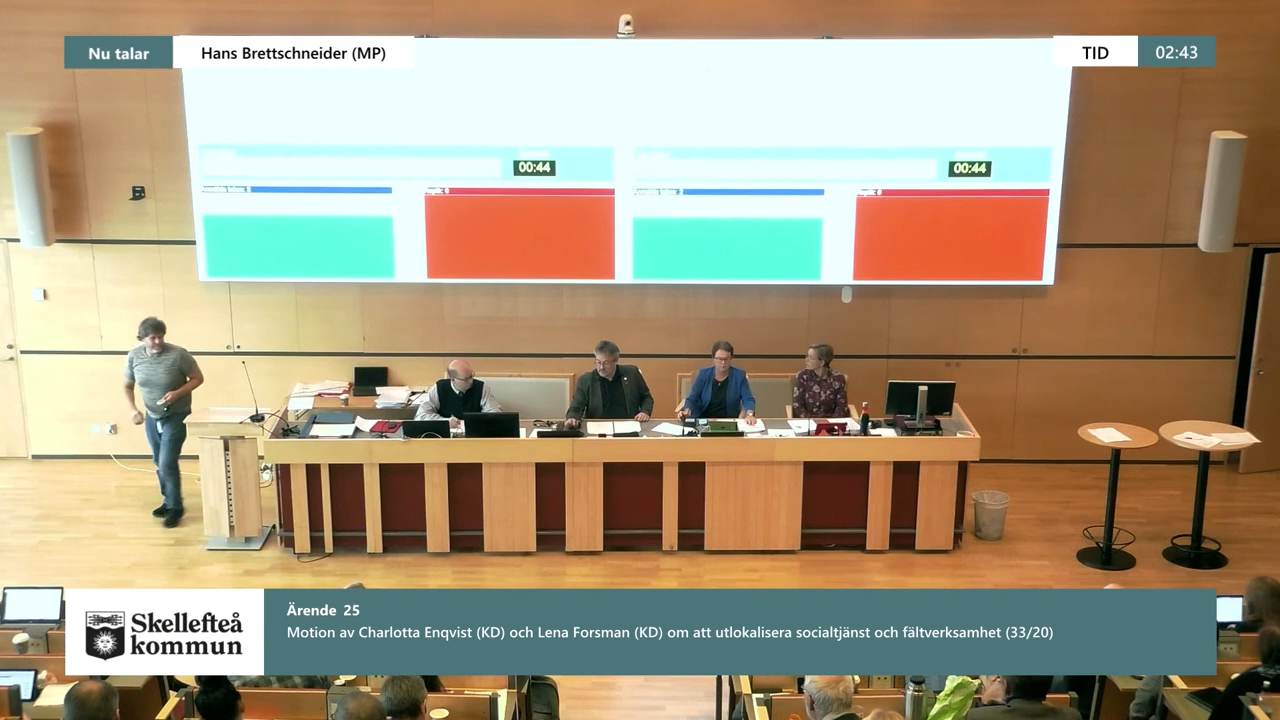 Nu talar
Hans Brettschneider (MP)
TID
02:43
00:44
00:44
Skellefteå
kommun
Ärende 25
Motion av Charlotta Enqvist (KD) och Lena Forsman (KD) om att utlokalisera socialtjänst och fältverksamhet (33/20)